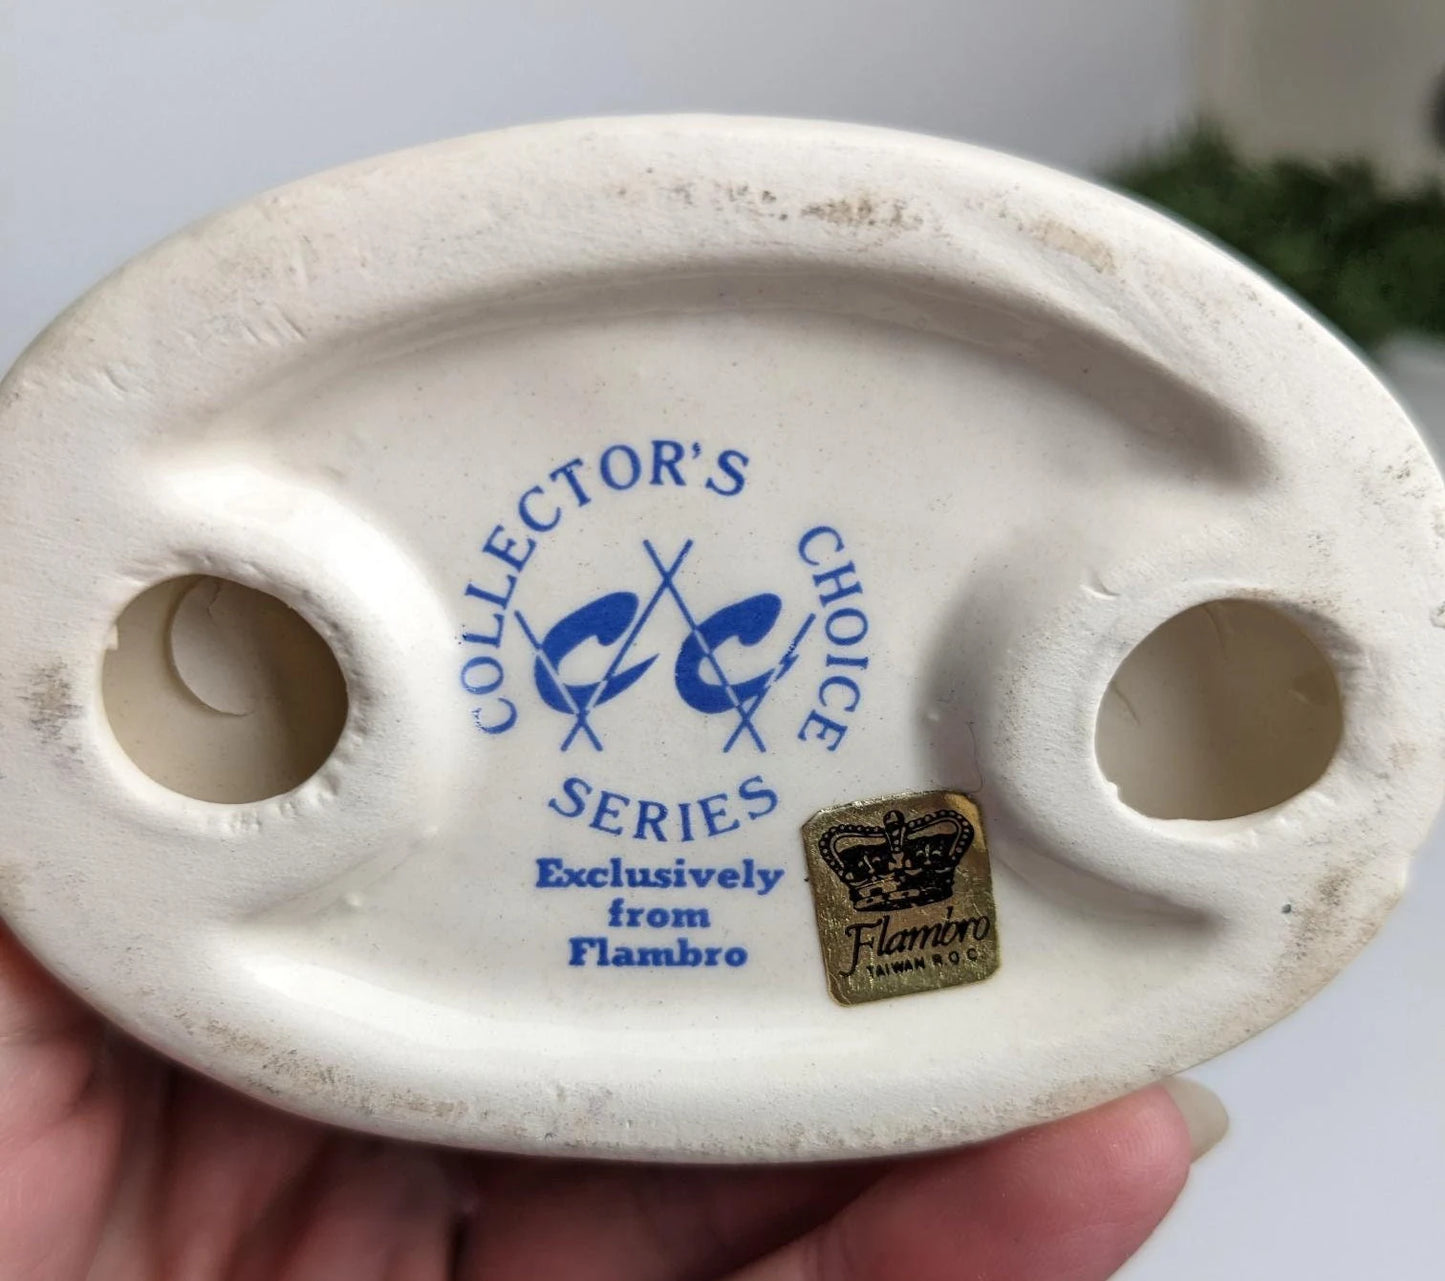 COLLECTOR'S CHOICE
CC
SERIES
Exclusively
from
Flambro
Flambro
TAIWAN R.O.C.